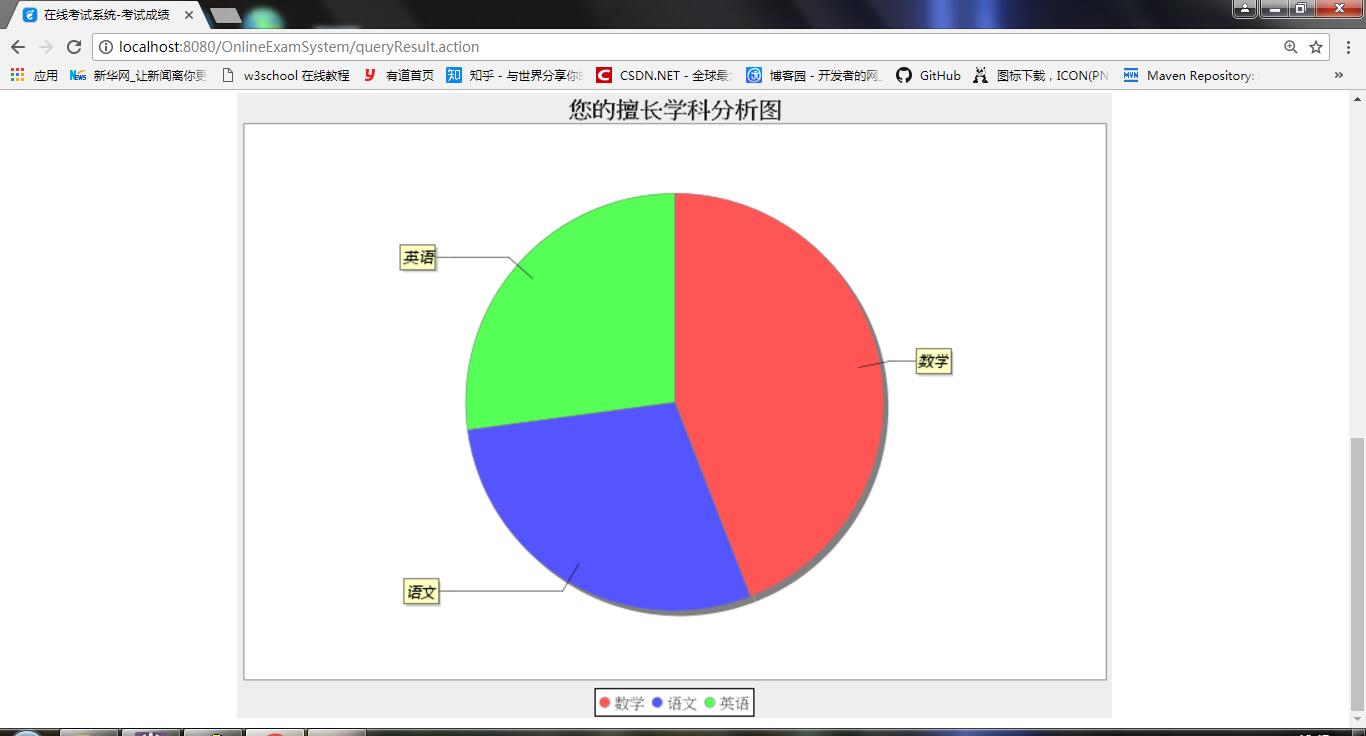 在线考试系统-考试成绩
localhost:8080/OnlineExamSystem/queryResult.action
应用 新华网_让新闻离你更 w3school 在线教程 有道首页 知乎 - 与世界分享你 CSDN.NET - 全球最 博客园 - 开发者的网 GitHub 图标下载，ICON(PN Maven Repository:
您的擅长学科分析图
英语
数学
语文
数学 语文 英语